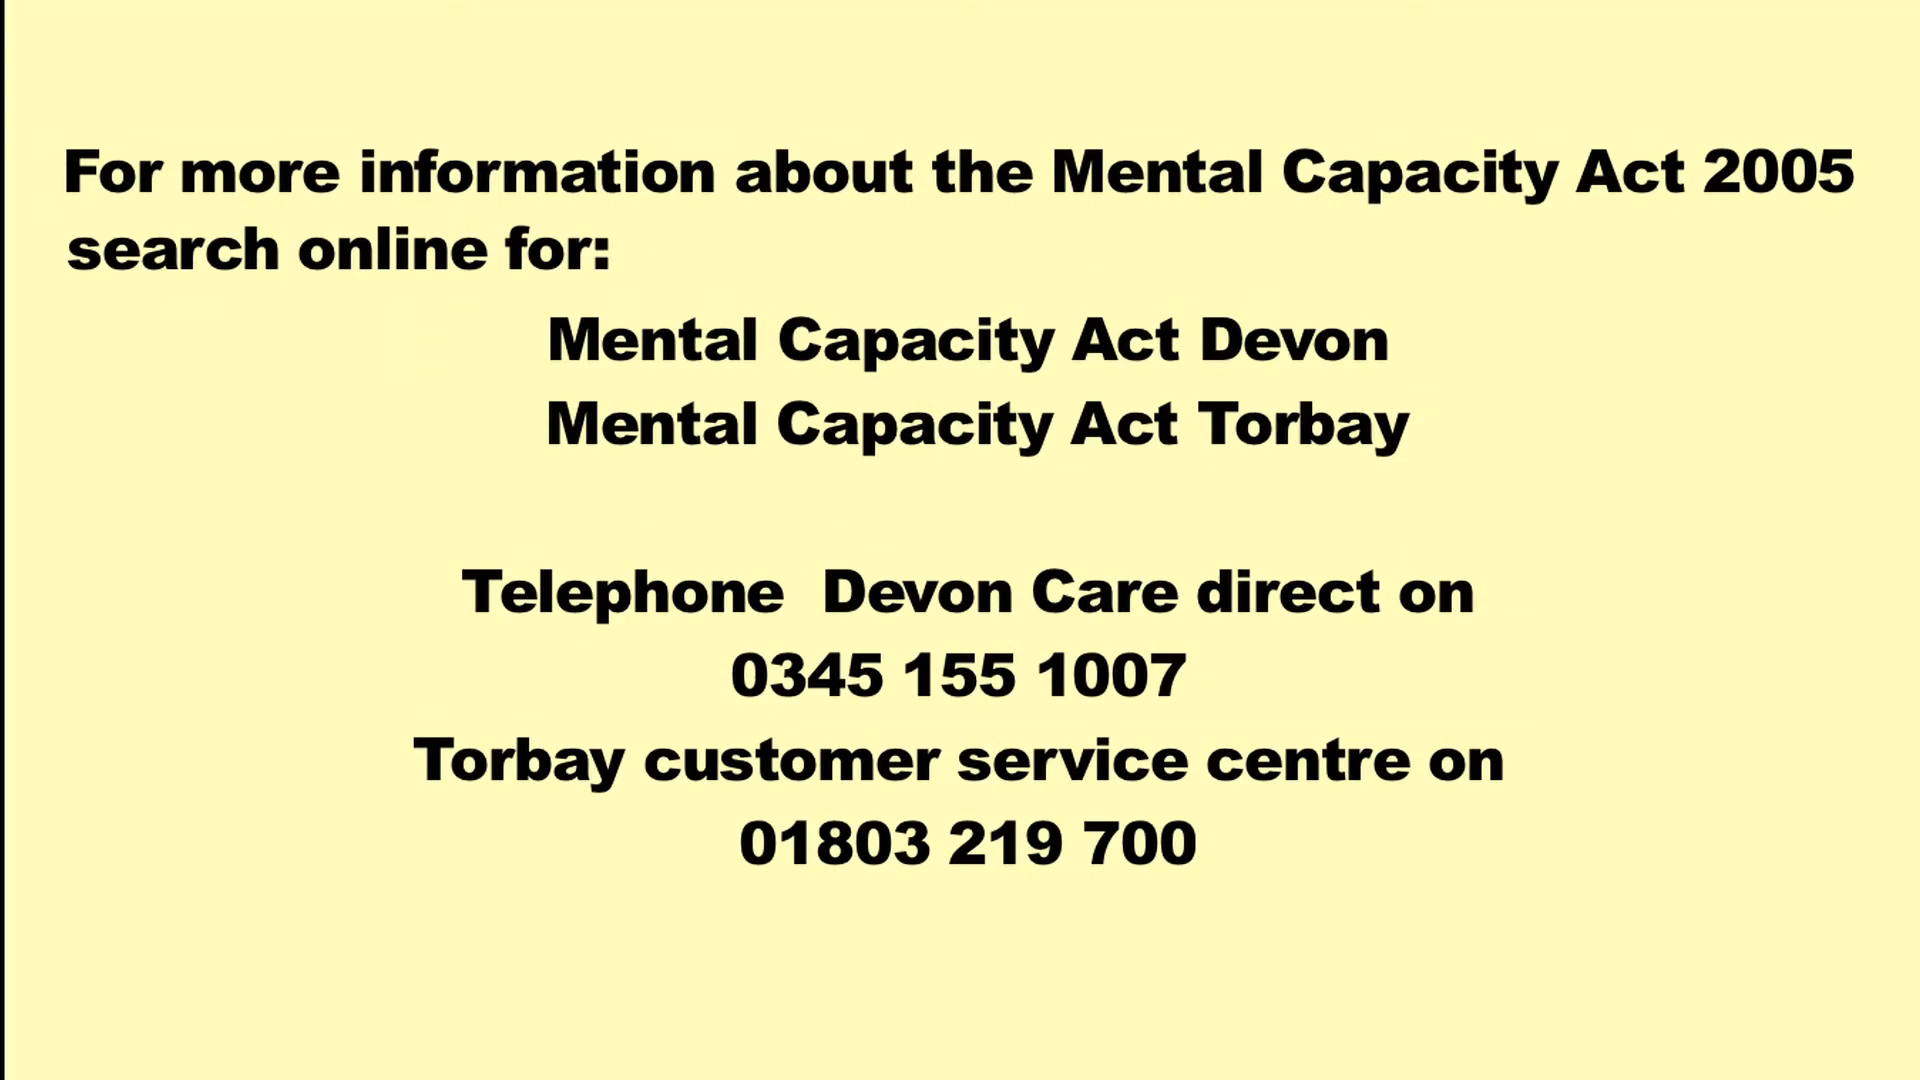 For more information about the Mental Capacity Act 2005
search online for:
Mental Capacity Act Devon
Mental Capacity Act Torbay
Telephone  Devon Care direct on
0345 155 1007
Torbay customer service centre on
01803 219 700